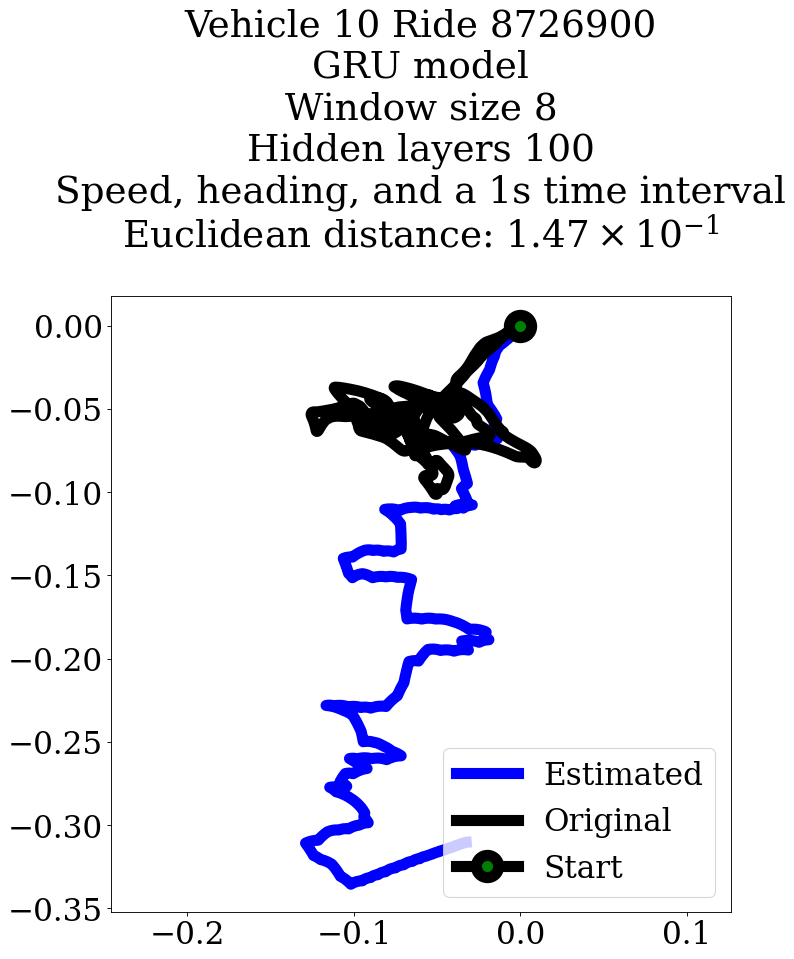 Vehicle 10 Ride 8726900
GRU model
Window size 8
Hidden layers 100
Speed, heading, and a 1s time interval
Euclidean distance: 1.47 × 10⁻¹
0.00
−0.05
−0.10
−0.15
−0.20
−0.25
−0.30
−0.35
Estimated
Original
Start
−0.2
−0.1
0.0
0.1